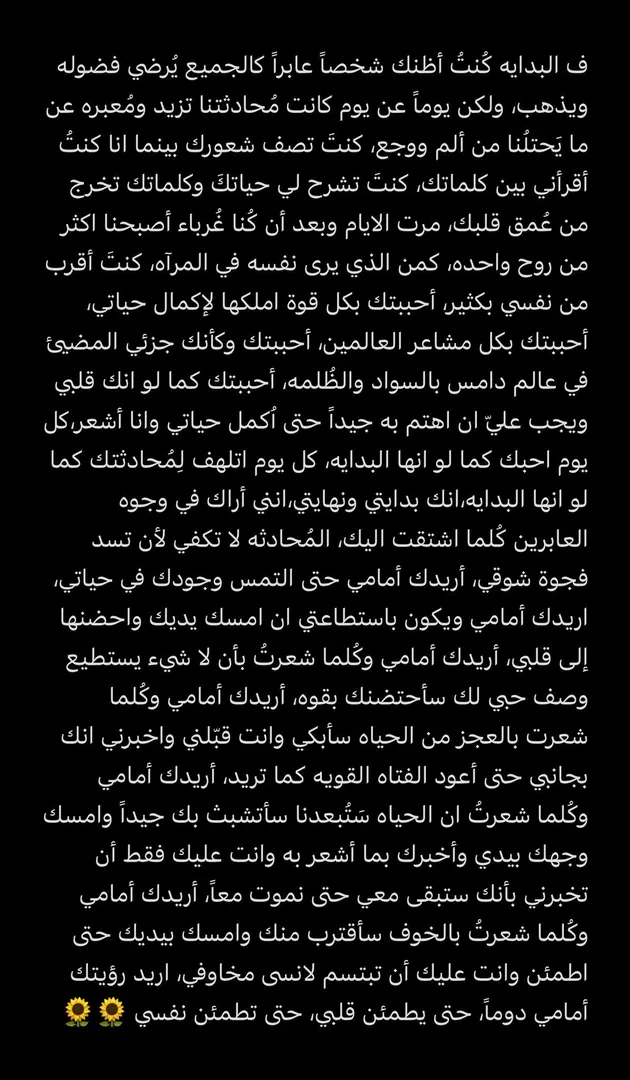 ف البدايه كُنتُ أظنك شخصاً عابراً كالجميع يُرضي فضوله
ويذهب، ولكن يوماً عن يوم كانت مُحادثتنا تزيد ومُعبره عن
ما يَحتلُنا من ألم ووجع، كنتَ تصف شعورك بينما انا كنتُ
أقرأني بين كلماتك، كنتَ تشرح لي حياتكَ وكلماتك تخرج
من عُمق قلبك، مرت الايام وبعد أن كُنا غُرباء أصبحنا اكثر
من روح واحده، كمن الذي يرى نفسه في المرآه، كنتَ أقرب
من نفسي بكثير، أحببتك بكل قوة املكها لإكمال حياتي،
أحببتك بكل مشاعر العالمين، أحببتك وكأنك جزئي المضيئ
في عالم دامس بالسواد والظُلمه، أحببتك كما لو انك قلبي
ويجب عليّ ان اهتم به جيداً حتى اُكمل حياتي وانا أشعر،كل
يوم احبك كما لو انها البدايه، كل يوم اتلهف لِمُحادثتك كما
لو انها البدايه،انك بدايتي ونهايتي،انني أراك في وجوه
العابرين كُلما اشتقت اليك، المُحادثه لا تكفي لأن تسد
فجوة شوقي، أريدك أمامي حتى التمس وجودك في حياتي،
اريدك أمامي ويكون باستطاعتي ان امسك يديك واحضنها
إلى قلبي، أريدك أمامي وكُلما شعرتُ بأن لا شيء يستطيع
وصف حبي لك سأحتضنك بقوه، أريدك أمامي وكُلما
شعرت بالعجز من الحياه سأبكي وانت قبّلني واخبرني انك
بجانبي حتى أعود الفتاه القويه كما تريد، أريدك أمامي
وكُلما شعرتُ ان الحياه سَتُبعدنا سأتشبث بك جيداً وامسك
وجهك بيدي وأخبرك بما أشعر به وانت عليك فقط أن
تخبرني بأنك ستبقى معي حتى نموت معاً، أريدك أمامي
وكُلما شعرتُ بالخوف سأقترب منك وامسك بيديك حتى
اطمئن وانت عليك أن تبتسم لانسى مخاوفي، اريد رؤيتك
أمامي دوماً، حتى يطمئن قلبي، حتى تطمئن نفسي 🌻🌻